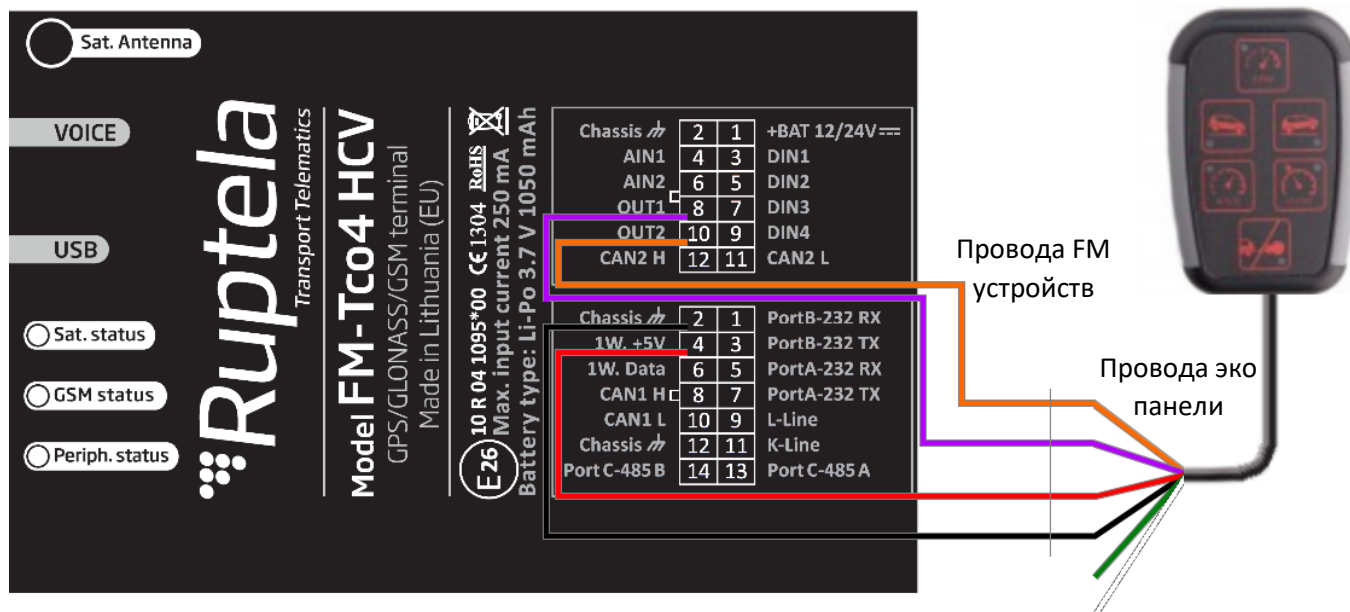 Sat. Antenna
VOICE
USB
Sat. status
GSM status
Periph. status
Ruptela
Transport Telematics
Model FM-Tco4 HCV
GPS/GLONASS/GSM terminal
Made in Lithuania (EU)
E26
10 R 04 1095*00 CE 1304 RoHS
Max. input current 250 mA
Battery type: Li-Po 3.7 V 1050 mAh
Chassis 2 1 +BAT 12/24V
AIN1 4 3 DIN1
AIN2 6 5 DIN2
OUT1 8 7 DIN3
OUT2 10 9 DIN4
CAN2 H 12 11 CAN2 L
Chassis 2 1 PortB-232 RX
1W. +5V 4 3 PortB-232 TX
1W. Data 6 5 PortA-232 RX
CAN1 H 8 7 PortA-232 TX
CAN1 L 10 9 L-Line
Chassis 12 11 K-Line
Port C-485 B 14 13 Port C-485 A
Провода FM
устройств
Провода эко
панели